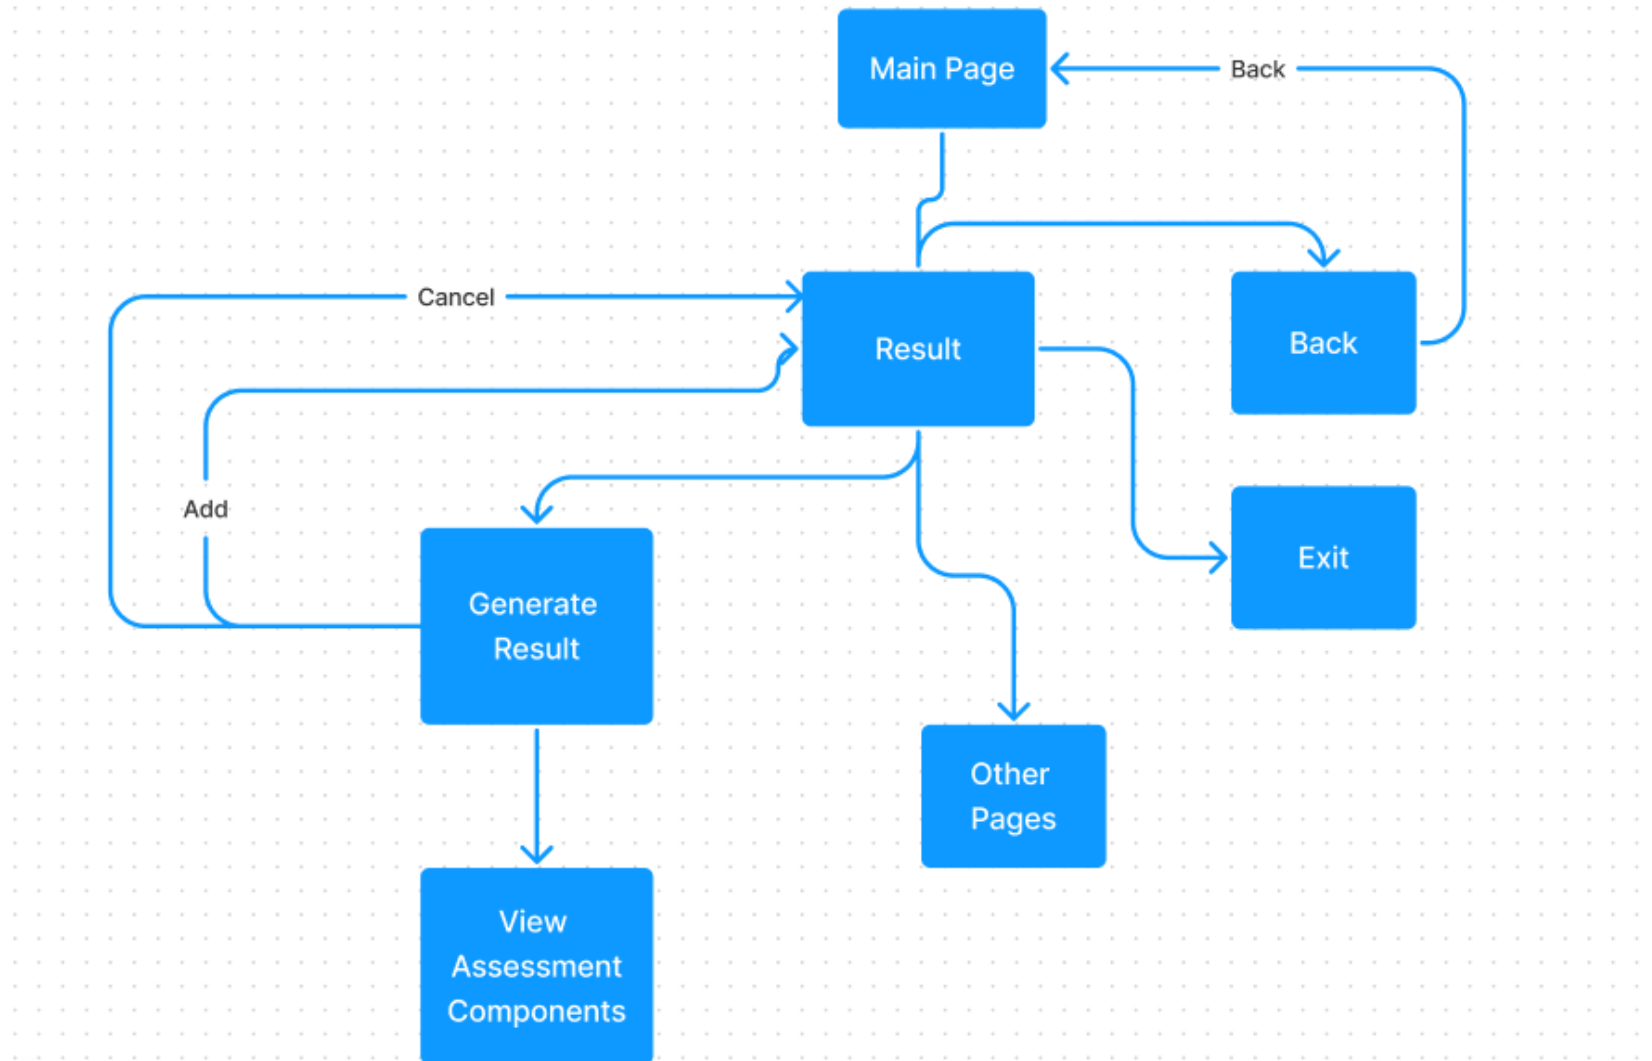 Main Page
Back
Cancel
Result
Back
Add
Generate
Result
Exit
Other
Pages
View
Assessment
Components